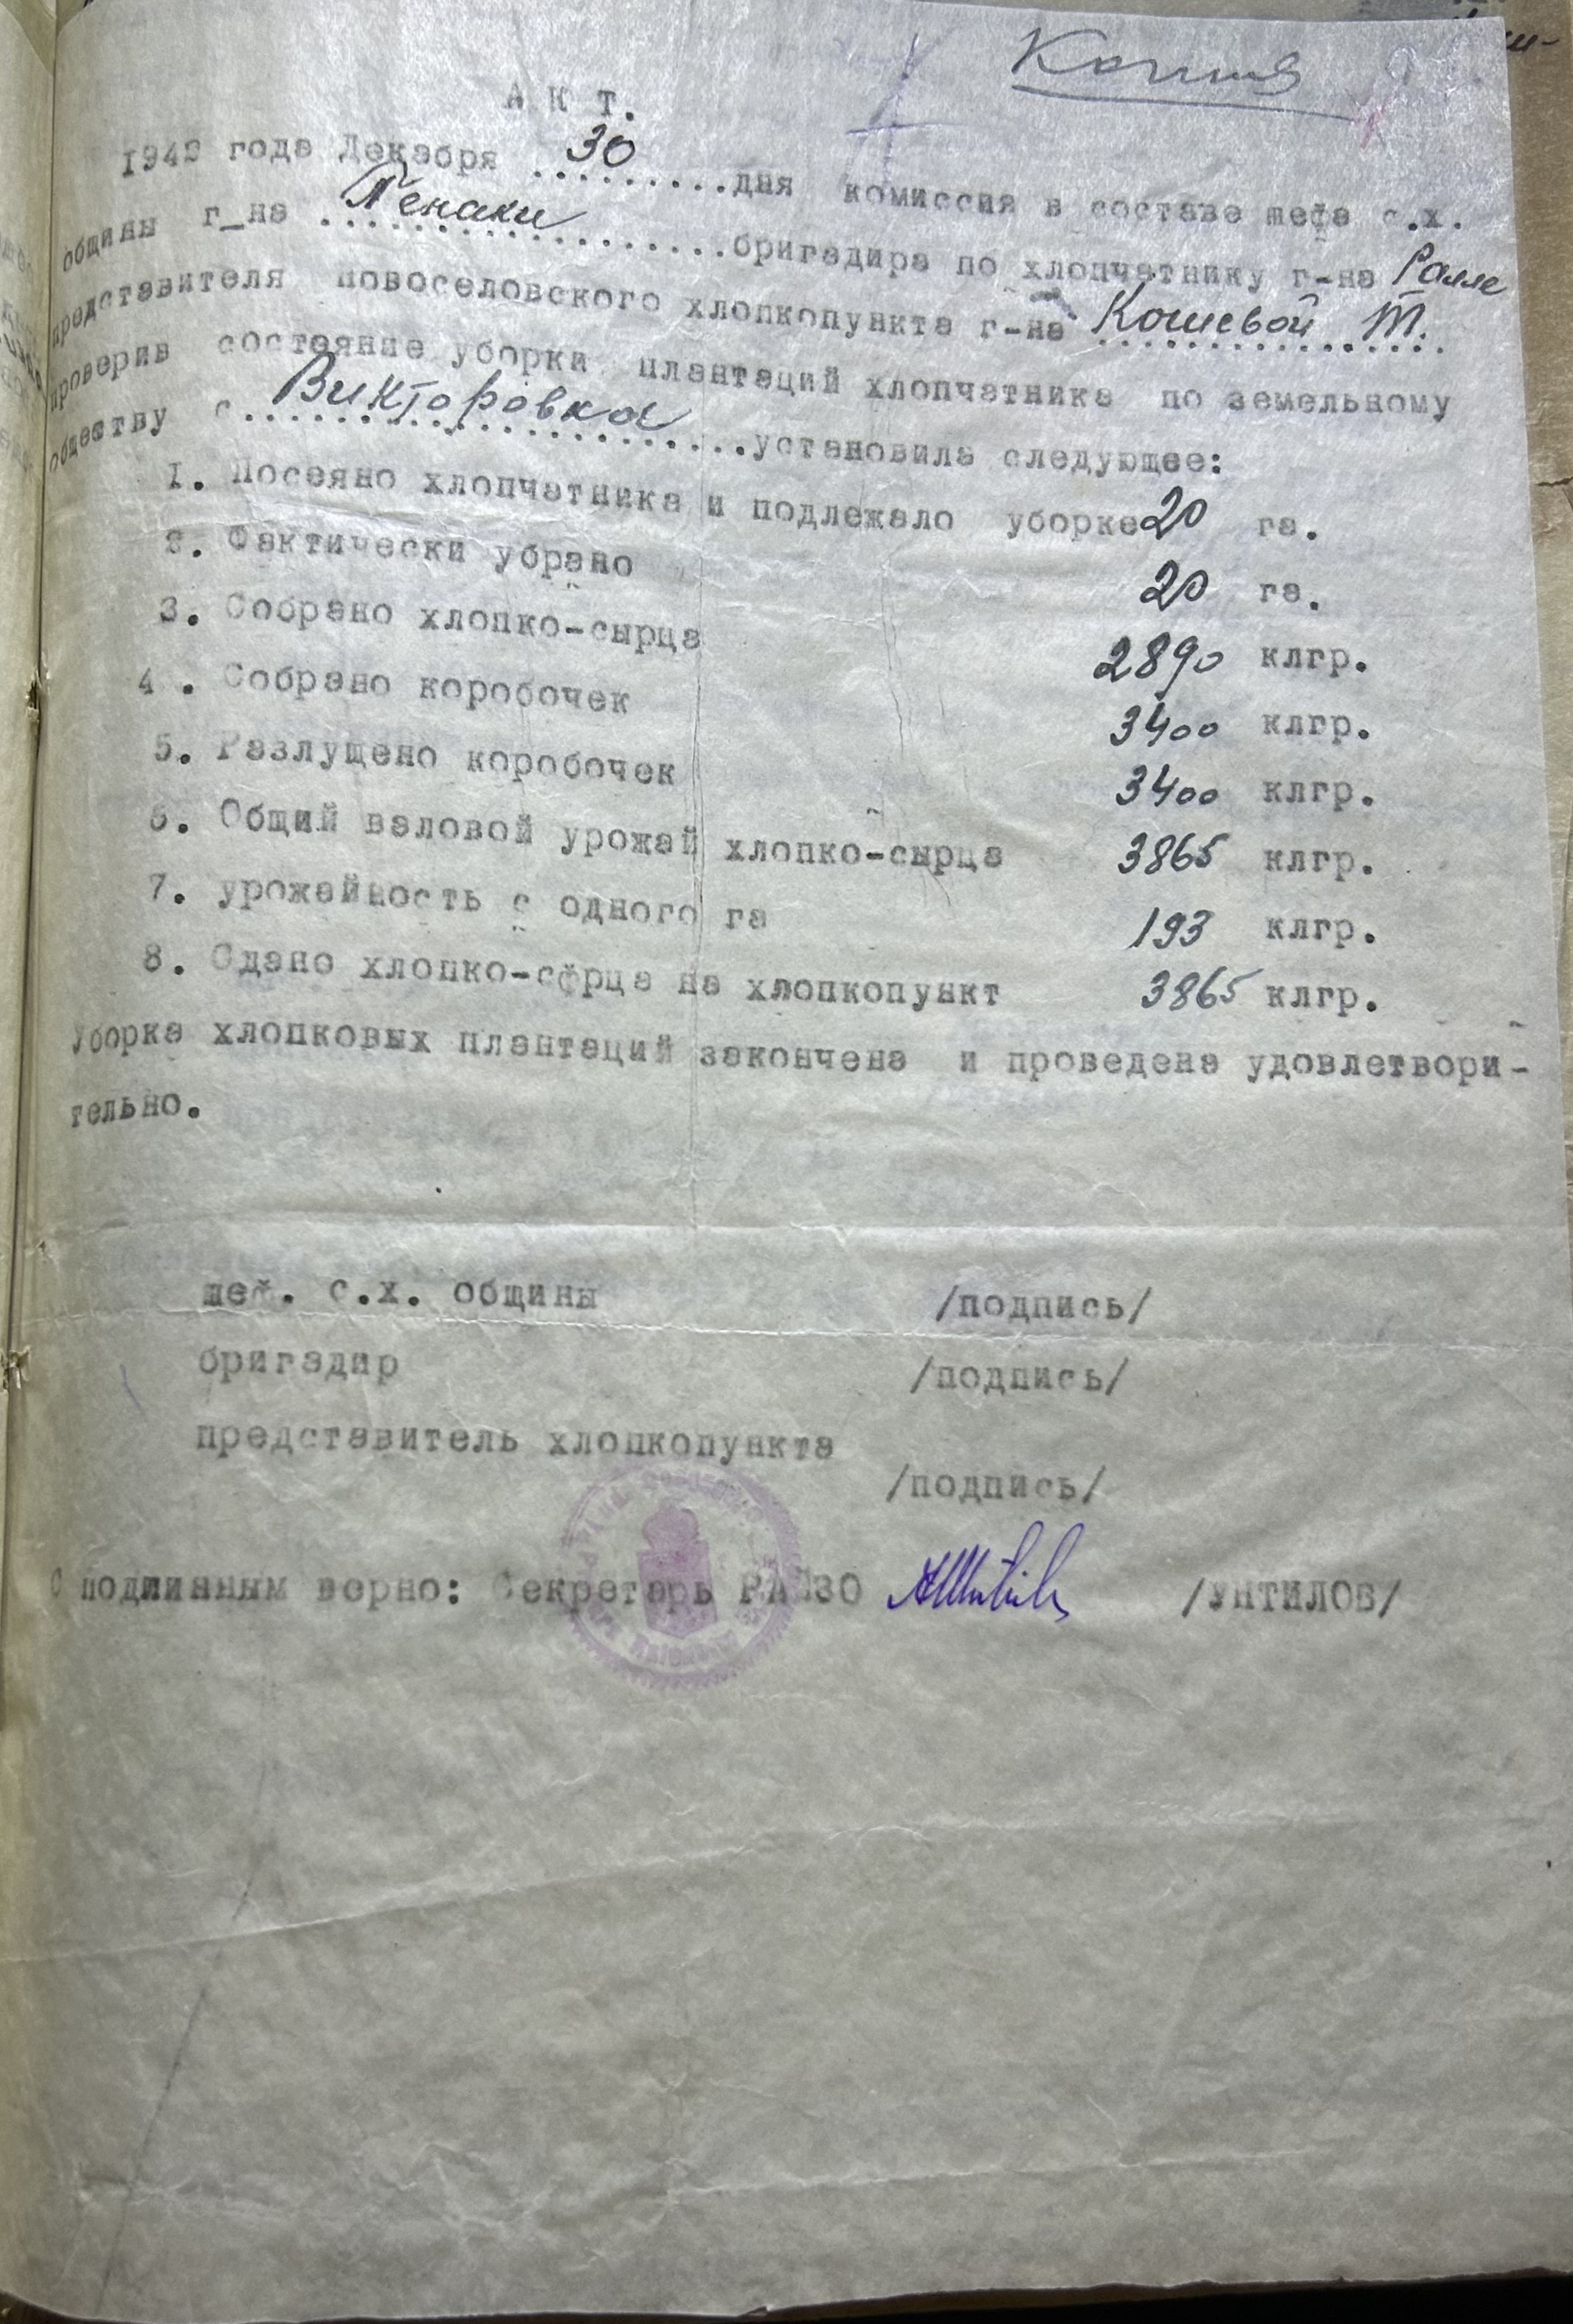 Копия
А К Т.
1942 года Декабря ...30......дня комиссия в составе шефа с.х.
общины г_на ..Генаки..............бригадира по хлопчатнику г-на Ралле
представителя новоселовского хлопкопункта г-на Кошевой Т.
проверив состояние уборки плантаций хлопчатника по земельному
обществу с. Викторовка ......установила следующее:
1. Посеяно хлопчатника и подлежало уборке 20 га.
2. Фактически убрано 20 га.
3. Собрано хлопко-сырца 2890 клгр.
4 . Собрано коробочек 3400 клгр.
5. Разлущено коробочек 3400 клгр.
6. Общий валовой урожай хлопко-сырца 3865 клгр.
7. урожайность с одного га 193 клгр.
8. Сдано хлопко-сырца на хлопкопункт 3865 клгр.
Уборка хлопковых плантаций закончена и проведена удовлетвори-
тельно.
шеф. с.х. общины /подпись/
бригадир /подпись/
представитель хлопкопункта
/подпись/
С подлинным верно: Секретарь РАЙЗО /УНТИЛОВ/